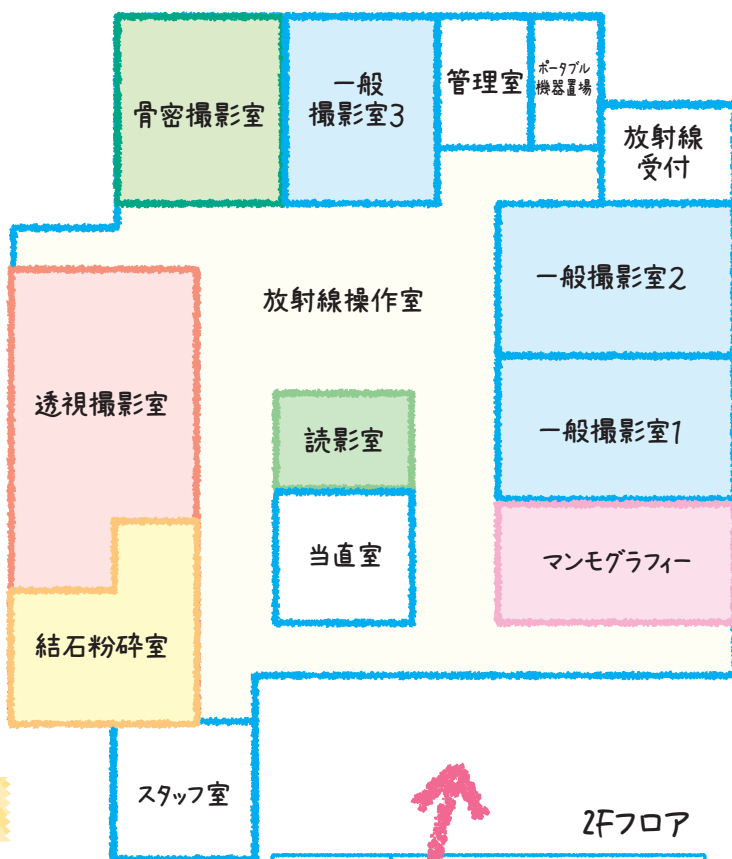 骨密撮影室
一般
撮影室3
管理室
ポータブル
機器置場
放射線
受付
一般撮影室2
放射線操作室
透視撮影室
読影室
一般撮影室1
当直室
マンモグラフィー
結石粉砕室
スタッフ室
2Fフロア